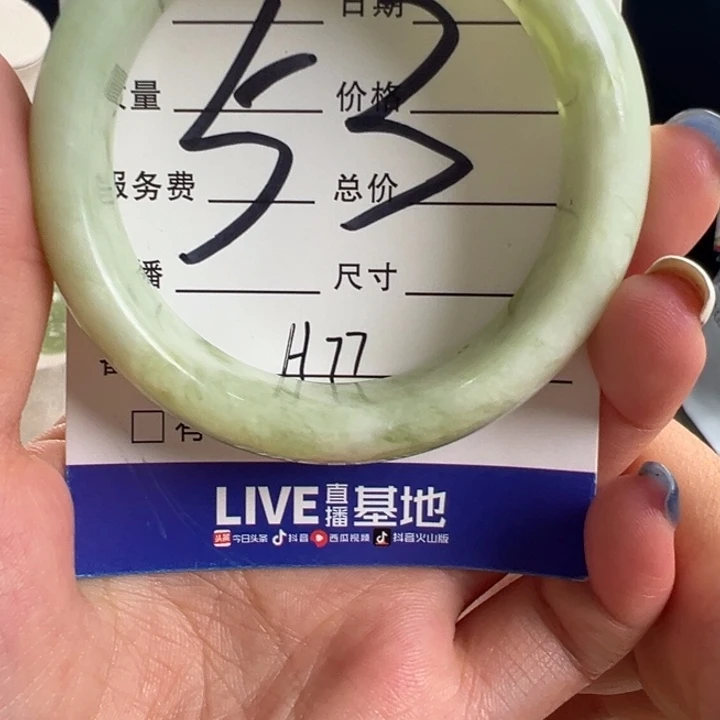 日期
53
量 价格
服务费 总价
播 尺寸
H77
LIVE直播基地
头条 今日头条 抖音 西瓜视频 抖音火山版